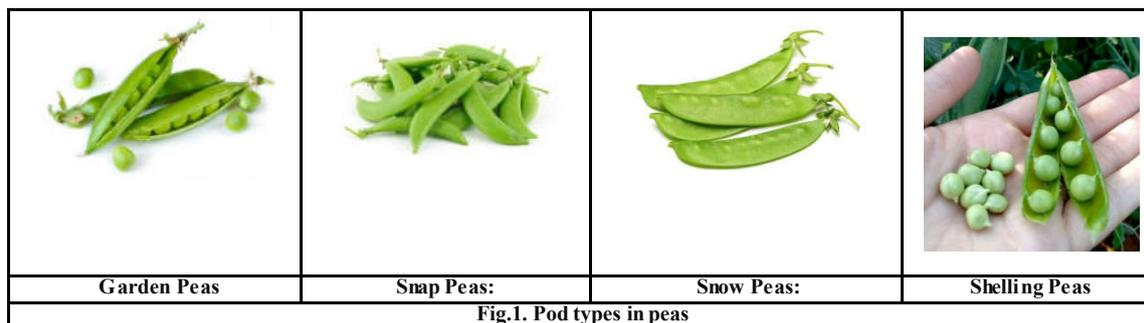 Garden Peas
Snap Peas:
Snow Peas:
Shelling Peas
Fig.1. Pod types in peas